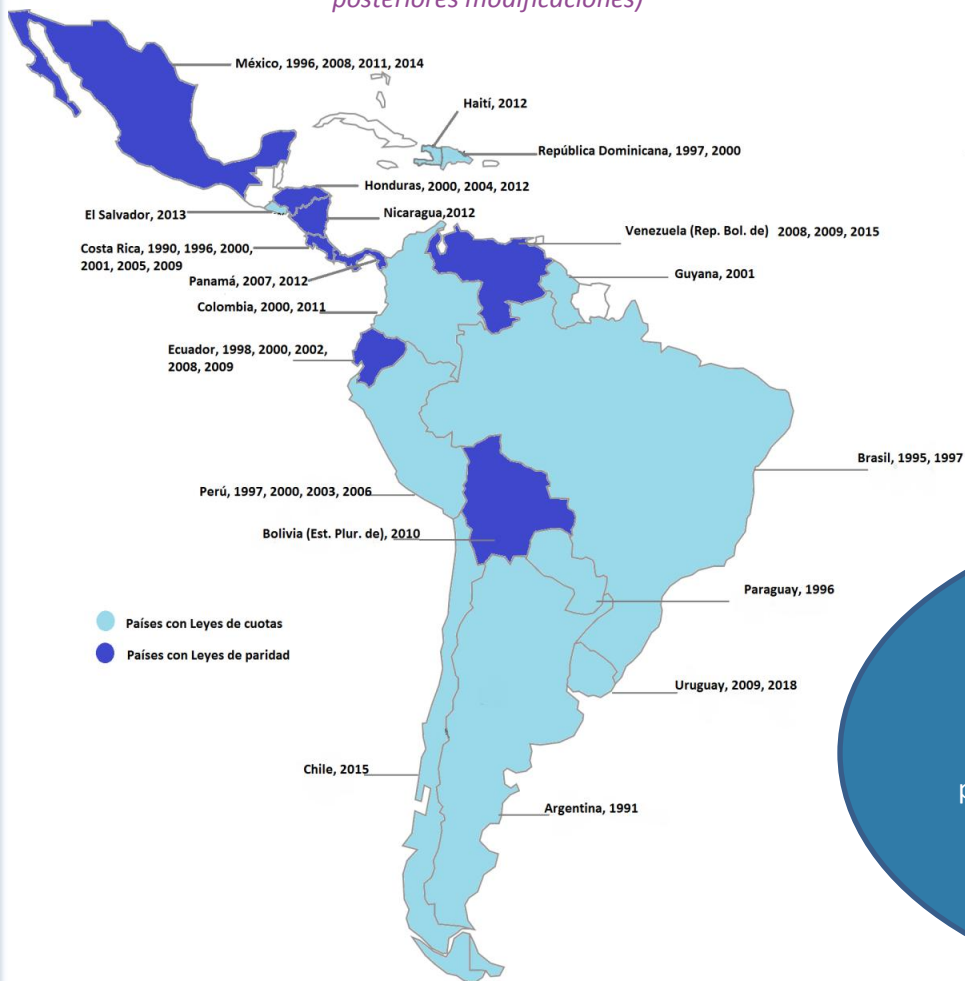 posteriores modificaciones)
México, 1996, 2008, 2011, 2014
Haití, 2012
República Dominicana, 1997, 2000
Honduras, 2000, 2004, 2012
El Salvador, 2013
Nicaragua,2012
Venezuela (Rep. Bol. de) 2008, 2009, 2015
Costa Rica, 1990, 1996, 2000,
2001, 2005, 2009
Guyana, 2001
Panamá, 2007, 2012
Colombia, 2000, 2011
Ecuador, 1998, 2000, 2002,
2008, 2009
Brasil, 1995, 1997
Perú, 1997, 2000, 2003, 2006
Bolivia (Est. Plur. de), 2010
Paraguay, 1996
Países con Leyes de cuotas
Países con Leyes de paridad
Uruguay, 2009, 2018
Chile, 2015
Argentina, 1991
p